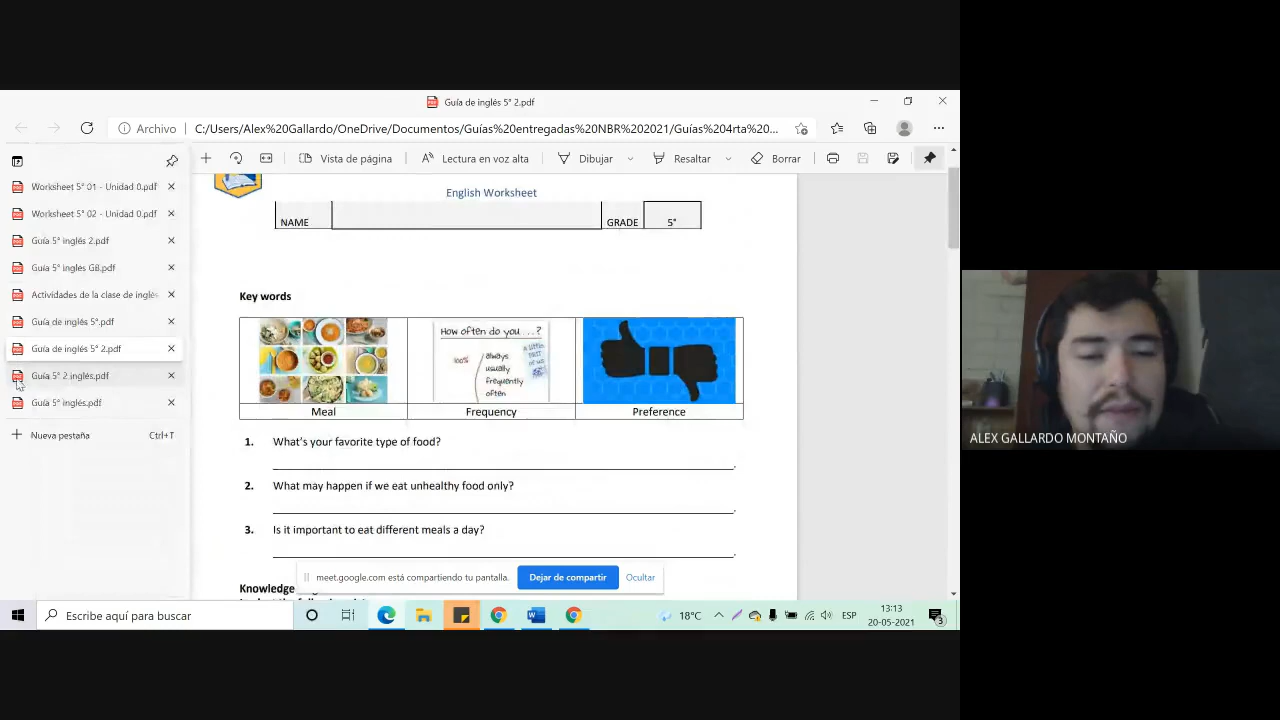 Guía de inglés 5° 2.pdf
Archivo
C:/Users/Alex%20Gallardo/OneDrive/Documentos/Guías%20entregadas%20NBR%202021/Guías%204rta%20...
Vista de página
Lectura en voz alta
Dibujar
Resaltar
Borrar
Worksheet 5° 01 - Unidad 0.pdf
Worksheet 5° 02 - Unidad 0.pdf
Guía 5° inglés 2.pdf
Guía 5° ingles GB.pdf
Actividades de la clase de inglés
Guía de inglés 5°.pdf
Guía de inglés 5° 2.pdf
Guía 5° 2 inglés.pdf
Guía 5° inglés.pdf
Nueva pestaña
Ctrl+T
English Worksheet
NAME
GRADE
5°
Key words
How often do you ...?
100%
always
usually
frequently
often
Meal
Frequency
Preference
1. What's your favorite type of food?
2. What may happen if we eat unhealthy food only?
3. Is it important to eat different meals a day?
Knowledge
meet.google.com está compartiendo tu pantalla.
Dejar de compartir
Ocultar
Escribe aquí para buscar
18°C
ESP
13:13
20-05-2021
3
ALEX GALLARDO MONTAÑO